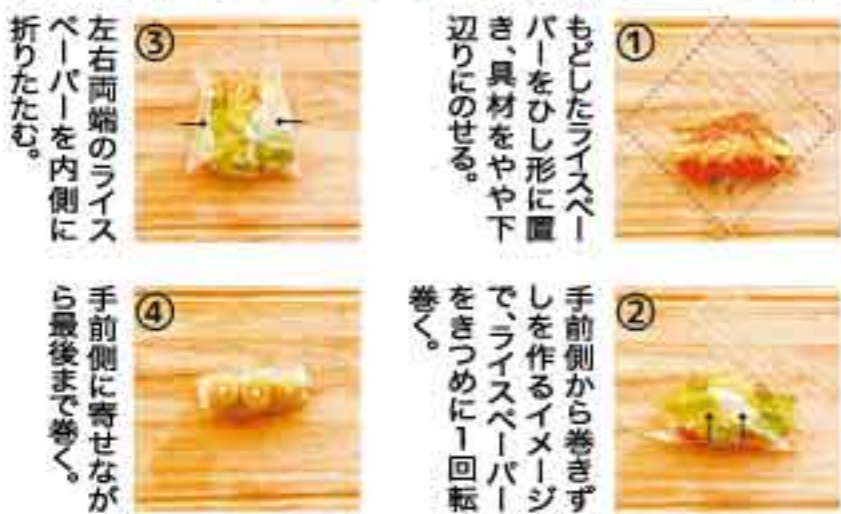 ①
もどしたライスペー
パーをひし形に置
き、具材をやや下
辺りにのせる。
②
手前側から巻きず
しを作るイメージ
で、ライスペーパー
をきつめに1回転
巻く。
③
左右両端のライス
ペーパーを内側に
折りたたむ。
④
手前側に寄せなが
ら最後まで巻く。